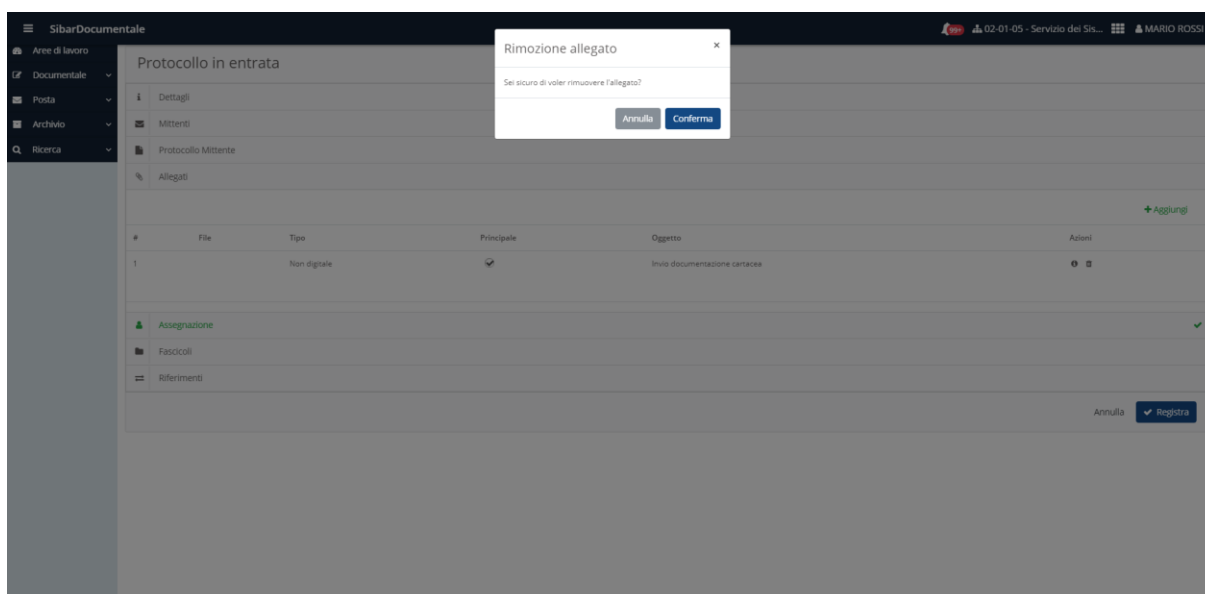 SibarDocumentale
99+ 02-01-05 - Servizio dei Sis... MARIO ROSSI
Aree di lavoro
Documentale
Posta
Archivio
Ricerca
Protocollo in entrata
Rimozione allegato ×
Sei sicuro di voler rimuovere l'allegato?
Annulla Conferma
Dettagli
Mittenti
Protocollo Mittente
Allegati
+ Aggiungi
# File Tipo Principale Oggetto Azioni
1 Non digitale Invio documentazione cartacea
Assegnazione
Fascicoli
Riferimenti
Annulla Registra